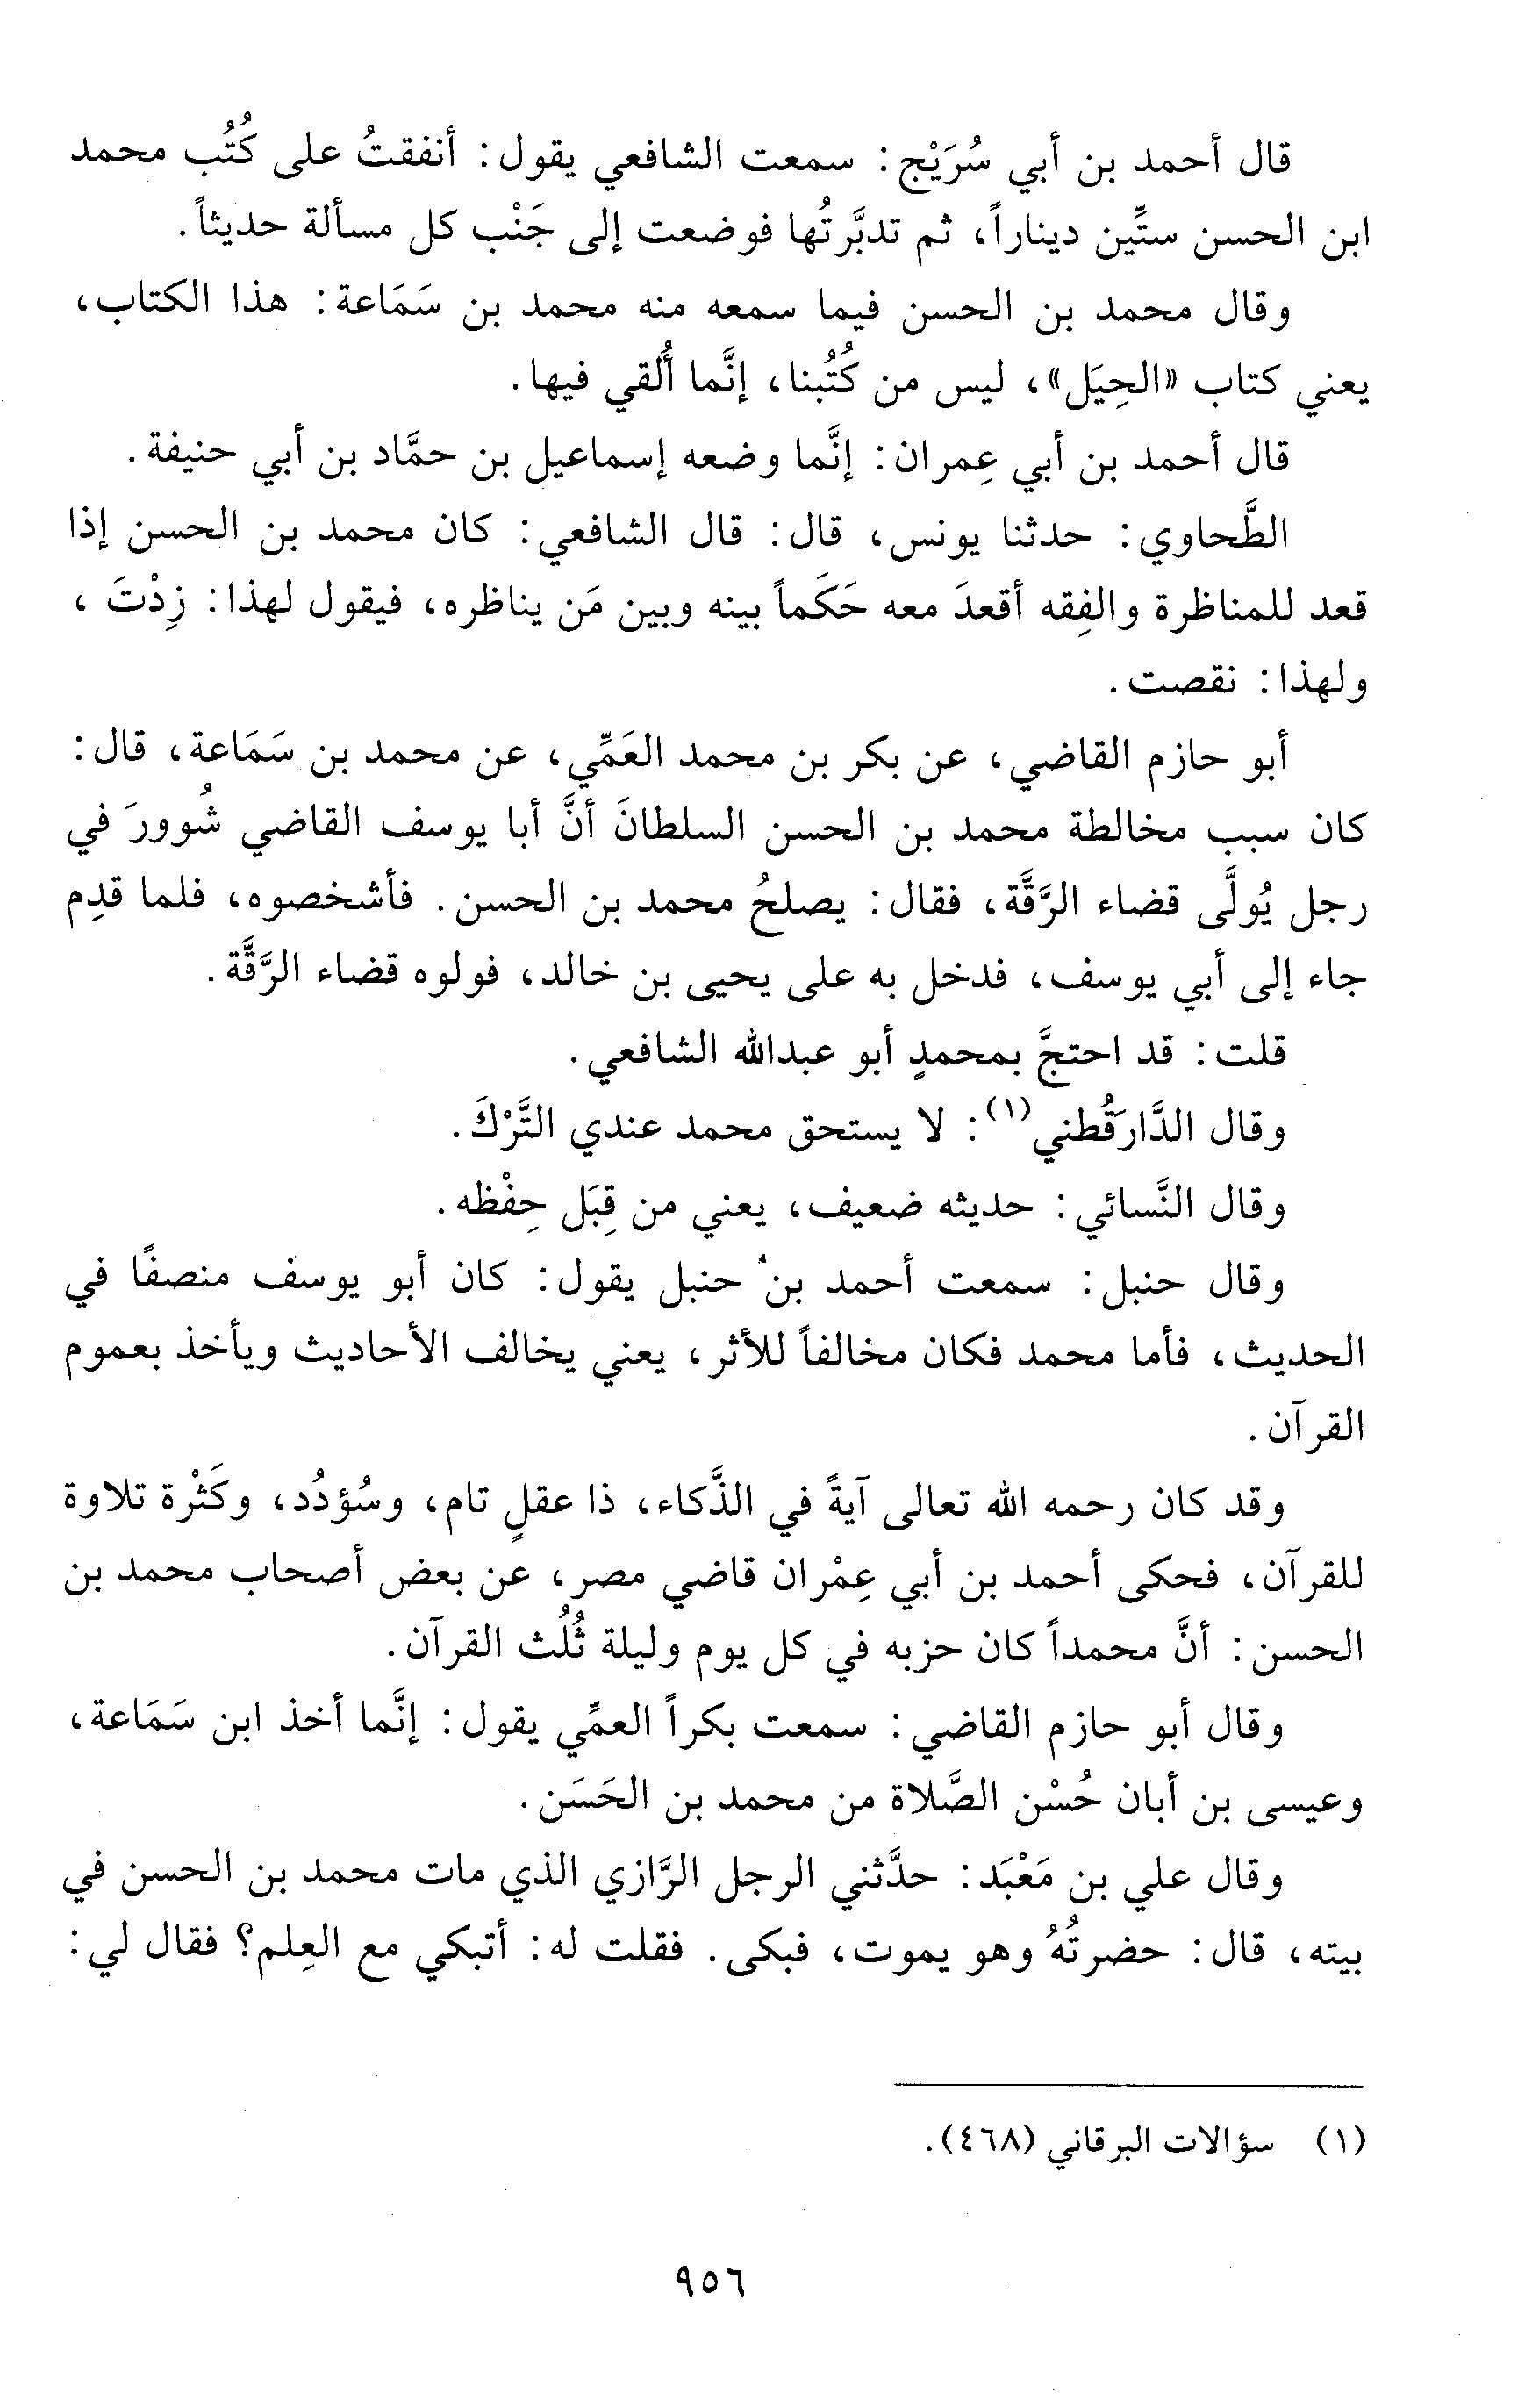 قال أحمد بن أبي سُرَيْج: سمعت الشافعي يقول: أنفقتُ على كُتُب محمد
ابن الحسن ستِّين ديناراً، ثم تدبَّرتُها فوضعت إلى جَنْب كل مسألة حديثاً.
وقال محمد بن الحسن فيما سمعه منه محمد بن سَمَاعة: هذا الكتاب،
يعني كتاب «الحِيَل»، ليس من كُتُبنا، إنَّما أُلقي فيها.
قال أحمد بن أبي عِمران: إنَّما وضعه إسماعيل بن حمَّاد بن أبي حنيفة.
الطَّحاوي: حدثنا يونس، قال: قال الشافعي: كان محمد بن الحسن إذا
قعد للمناظرة والفِقه أقعدَ معه حَكَماً بينه وبين مَن يناظره، فيقول لهذا: زِدْتَ،
ولهذا: نقصت.
أبو حازم القاضي، عن بكر بن محمد العَمِّي، عن محمد بن سَمَاعة، قال:
كان سبب مخالطة محمد بن الحسن السلطانَ أنَّ أبا يوسف القاضي شُوورَ في
رجل يُولَّى قضاء الرَّقَّة، فقال: يصلحُ محمد بن الحسن. فأشخصوه، فلما قدِم
جاء إلى أبي يوسف، فدخل به على يحيى بن خالد، فولوه قضاء الرَّقَّة.
قلت: قد احتجَّ بمحمدٍ أبو عبدالله الشافعي.
وقال الدَّارَقُطني(١): لا يستحق محمد عندي التَّرْكَ.
وقال النَّسائي: حديثه ضعيف، يعني من قِبَل حِفْظه.
وقال حنبل: سمعت أحمد بن حنبل يقول: كان أبو يوسف منصفًا في
الحديث، فأما محمد فكان مخالفاً للأثر، يعني يخالف الأحاديث ويأخذ بعموم
القرآن.
وقد كان رحمه الله تعالى آيةً في الذَّكاء، ذا عقلٍ تام، وسُؤدُد، وكَثْرة تلاوة
للقرآن، فحكى أحمد بن أبي عِمْران قاضي مصر، عن بعض أصحاب محمد بن
الحسن: أنَّ محمداً كان حزبه في كل يوم وليلة ثُلُث القرآن.
وقال أبو حازم القاضي: سمعت بكراً العمِّي يقول: إنَّما أخذ ابن سَمَاعة،
وعيسى بن أبان حُسْن الصَّلاة من محمد بن الحَسَن.
وقال علي بن مَعْبَد: حدَّثني الرجل الرَّازي الذي مات محمد بن الحسن في
بيته، قال: حضرتُهُ وهو يموت، فبكى. فقلت له: أتبكي مع العِلم؟ فقال لي:
(١) سؤالات البرقاني (٤٦٨).
٩٥٦